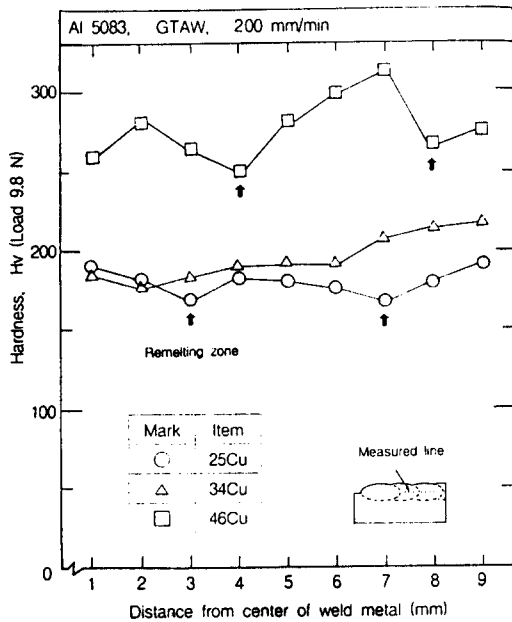 Al 5083, GTAW, 200 mm/min
300
200
100
0
Hardness, Hv (Load 9.8 N)
Remelting zone
Mark Item
25Cu
34Cu
46Cu
Measured line
1 2 3 4 5 6 7 8 9
Distance from center of weld metal (mm)